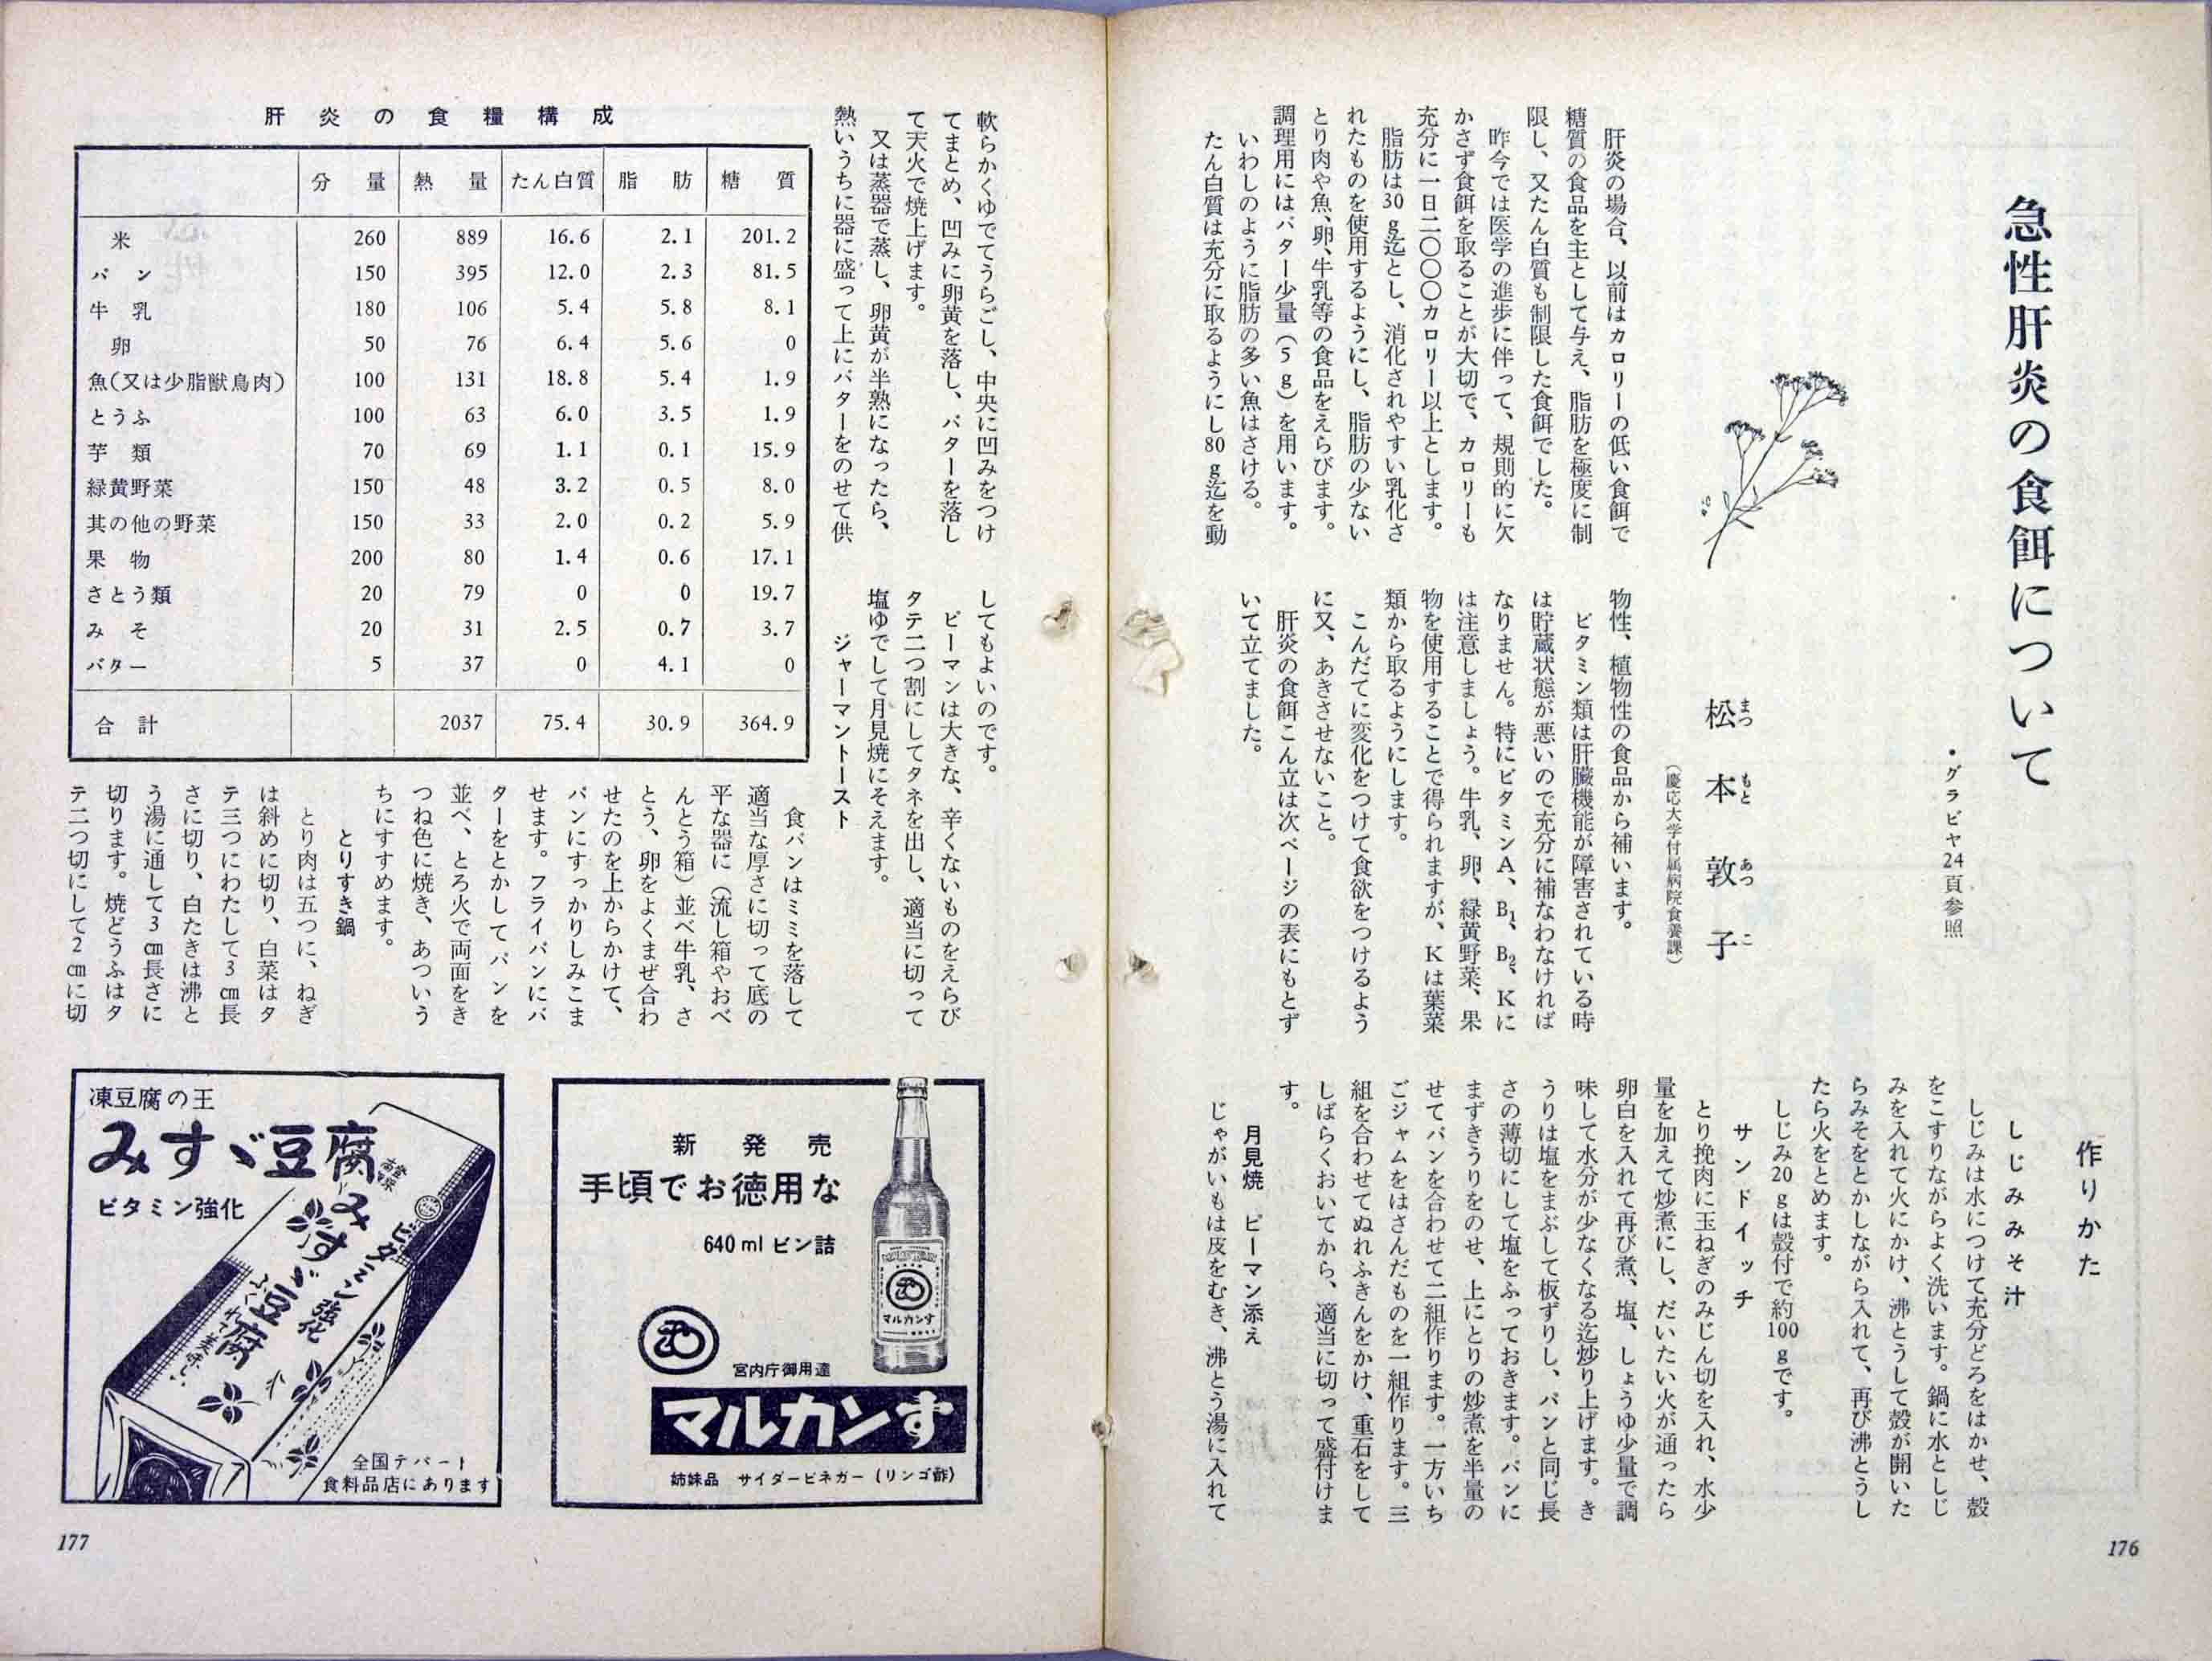 急性肝炎の食餌について
・グラビヤ24頁参照
松本敦子
まつもとあつこ
(慶応大学付属病院食養課)
肝炎の場合、以前はカロリーの低い食餌で
糖質の食品を主として与え、脂肪を極度に制
限し、又たん白質も制限した食餌でした。
昨今では医学の進歩に伴って、規則的に欠
かさず食餌を取ることが大切で、カロリーも
充分に一日二〇〇〇カロリー以上とします。
脂肪は30g迄とし、消化されやすい乳化さ
れたものを使用するようにし、脂肪の少ない
とり肉や魚、卵、牛乳等の食品をえらびます。
調理用にはバター少量(5g)を用います。
いわしのように脂肪の多い魚はさける。
たん白質は充分に取るようにし80g迄を動
物性、植物性の食品から補います。
ビタミン類は肝臓機能が障害されている時
は貯蔵状態が悪いので充分に補なわなければ
なりません。特にビタミンA、B₁、B₂、Kに
は注意しましょう。牛乳、卵、緑黄野菜、果
物を使用することで得られますが、Kは葉菜
類から取るようにします。
こんだてに変化をつけて食欲をつけるよう
に又、あきさせないこと。
肝炎の食餌こん立は次ページの表にもとず
いて立てました。
作りかた
しじみみそ汁
しじみは水につけて充分どろをはかせ、殻
をこすりながらよく洗います。鍋に水としじ
みを入れて火にかけ、沸とうして殻が開いた
らみそをとかしながら入れて、再び沸とうし
たら火をとめます。
しじみ20gは殻付で約100gです。
サンドイッチ
とり挽肉に玉ねぎのみじん切を入れ、水少
量を加えて炒煮にし、だいたい火が通ったら
卵白を入れて再び煮、塩、しょうゆ少量で調
味して水分が少なくなる迄炒り上げます。き
うりは塩をまぶして板ずりし、パンと同じ長
さの薄切にして塩をふっておきます。パンに
まずきうりをのせ、上にとりの炒煮を半量の
せてパンを合わせて二組作ります。一方いち
ごジャムをはさんだものを一組作ります。三
組を合わせてぬれふきんをかけ、重石をして
しばらくおいてから、適当に切って盛付けま
す。
月見焼 ピーマン添え
じゃがいもは皮をむき、沸とう湯に入れて
176
軟らかくゆでてうらごし、中央に凹みをつけ
てまとめ、凹みに卵黄を落し、バターを落し
て天火で焼上げます。
又は蒸器で蒸し、卵黄が半熟になったら、
熱いうちに器に盛って上にバターをのせて供
してもよいのです。
ピーマンは大きな、辛くないものをえらび
タテ二つ割にしてタネを出し、適当に切って
塩ゆでして月見焼にそえます。
ジャーマントースト
食パンはミミを落して
適当な厚さに切って底の
平な器に(流し箱やおべ
んとう箱)並べ牛乳、さ
とう、卵をよくまぜ合わ
せたのを上からかけて、
パンにすっかりしみこま
せます。フライパンにバ
ターをとかしてパンを
並べ、とろ火で両面をき
つね色に焼き、あついう
ちにすすめます。
とりすき鍋
とり肉は五つに、ねぎ
は斜めに切り、白菜はタ
テ三つにわたして3cm長
さに切り、白たきは沸と
う湯に通して3cm長さに
切ります。焼どうふはタ
テ二つ切にして2cmに切
肝炎の食糧構成
分量 熱量 たん白質 脂肪 糖質
米 260 889 16.6 2.1 201.2
パン 150 395 12.0 2.3 81.5
牛乳 180 106 5.4 5.8 8.1
卵 50 76 6.4 5.6 0
魚(又は少脂獣鳥肉) 100 131 18.8 5.4 1.9
とうふ 100 63 6.0 3.5 1.9
芋類 70 69 1.1 0.1 15.9
緑黄野菜 150 48 3.2 0.5 8.0
其の他の野菜 150 33 2.0 0.2 5.9
果物 200 80 1.4 0.6 17.1
さとう類 20 79 0 0 19.7
みそ 20 31 2.5 0.7 3.7
バター 5 37 0 4.1 0
合計 2037 75.4 30.9 364.9
新発売
手頃でお徳用な
640ml ビン詰
マルカンす
宮内庁御用達
マルカンす
姉妹品 サイダービネガー(リンゴ酢)
凍豆腐の王
みすゞ豆腐
ビタミン強化
ビタミン強化
みすゞ豆腐
ふくれて美味しい
全国デパート
食料品店にあります
177